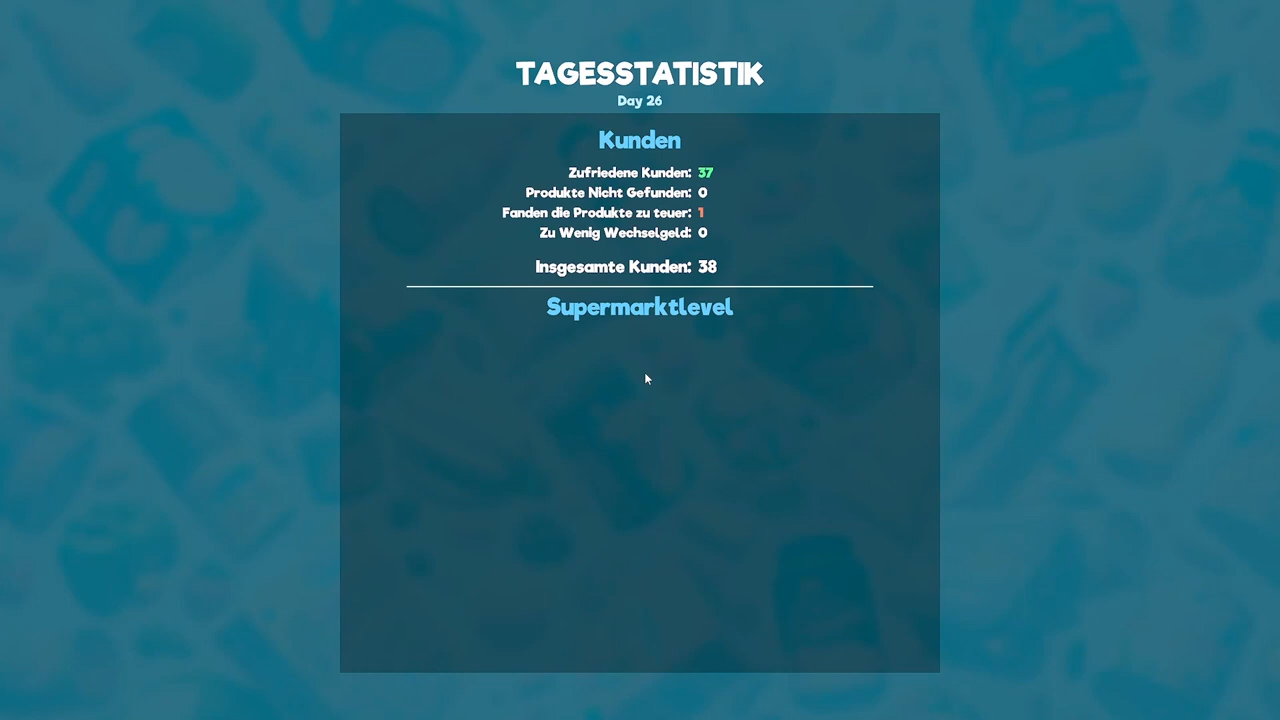 TAGESSTATISTIK
Day 26
Kunden
Zufriedene Kunden: 37
Produkte Nicht Gefunden: 0
Fanden die Produkte zu teuer: 1
Zu Wenig Wechselgeld: 0
Insgesamte Kunden: 38
Supermarktlevel